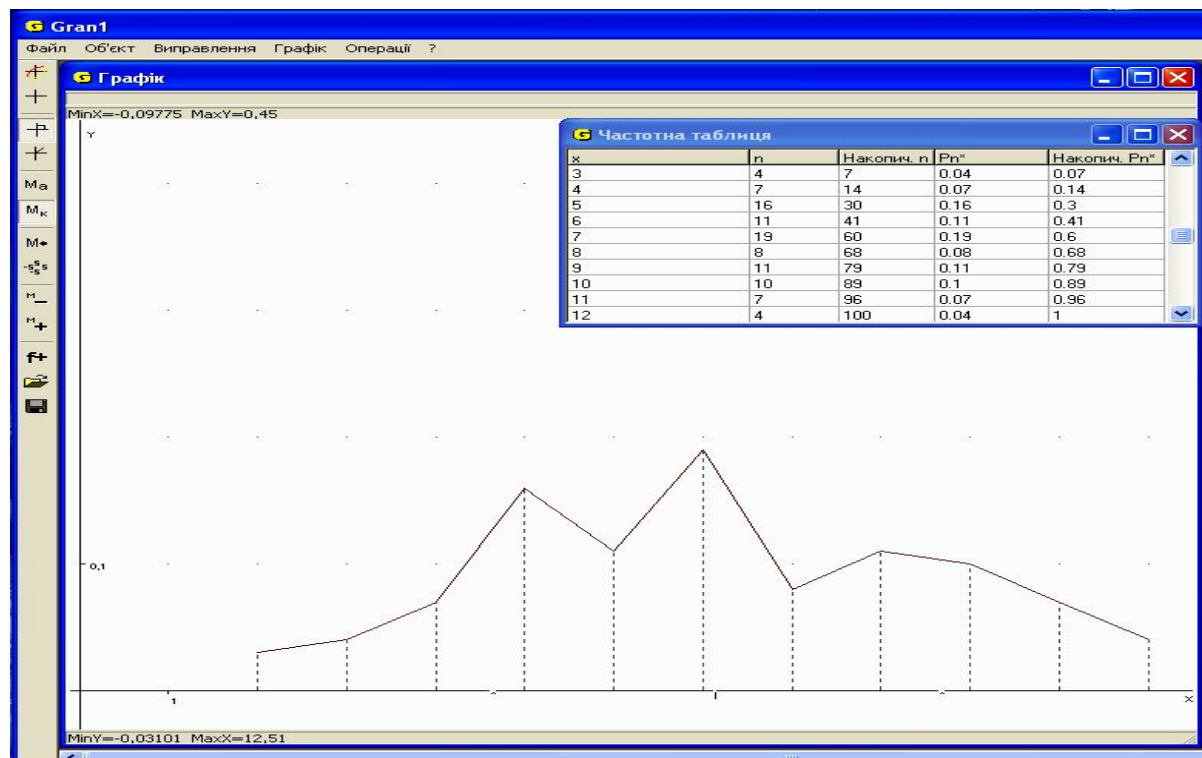 Gran1
Файл Об'єкт Виправлення Графік Операції ?
Графік
MinX=-0,09775 MaxY=0,45
Y
Частотна таблиця
x n Накопич. n Pn* Накопич. Pn*
3 4 7 0.04 0.07
4 7 14 0.07 0.14
5 16 30 0.16 0.3
6 11 41 0.11 0.41
7 19 60 0.19 0.6
8 8 68 0.08 0.68
9 11 79 0.11 0.79
10 10 89 0.1 0.89
11 7 96 0.07 0.96
12 4 100 0.04 1
Ма
Мк
M
M
M
f+
0,1
1
X
MinY=-0,03101 MaxX=12,51